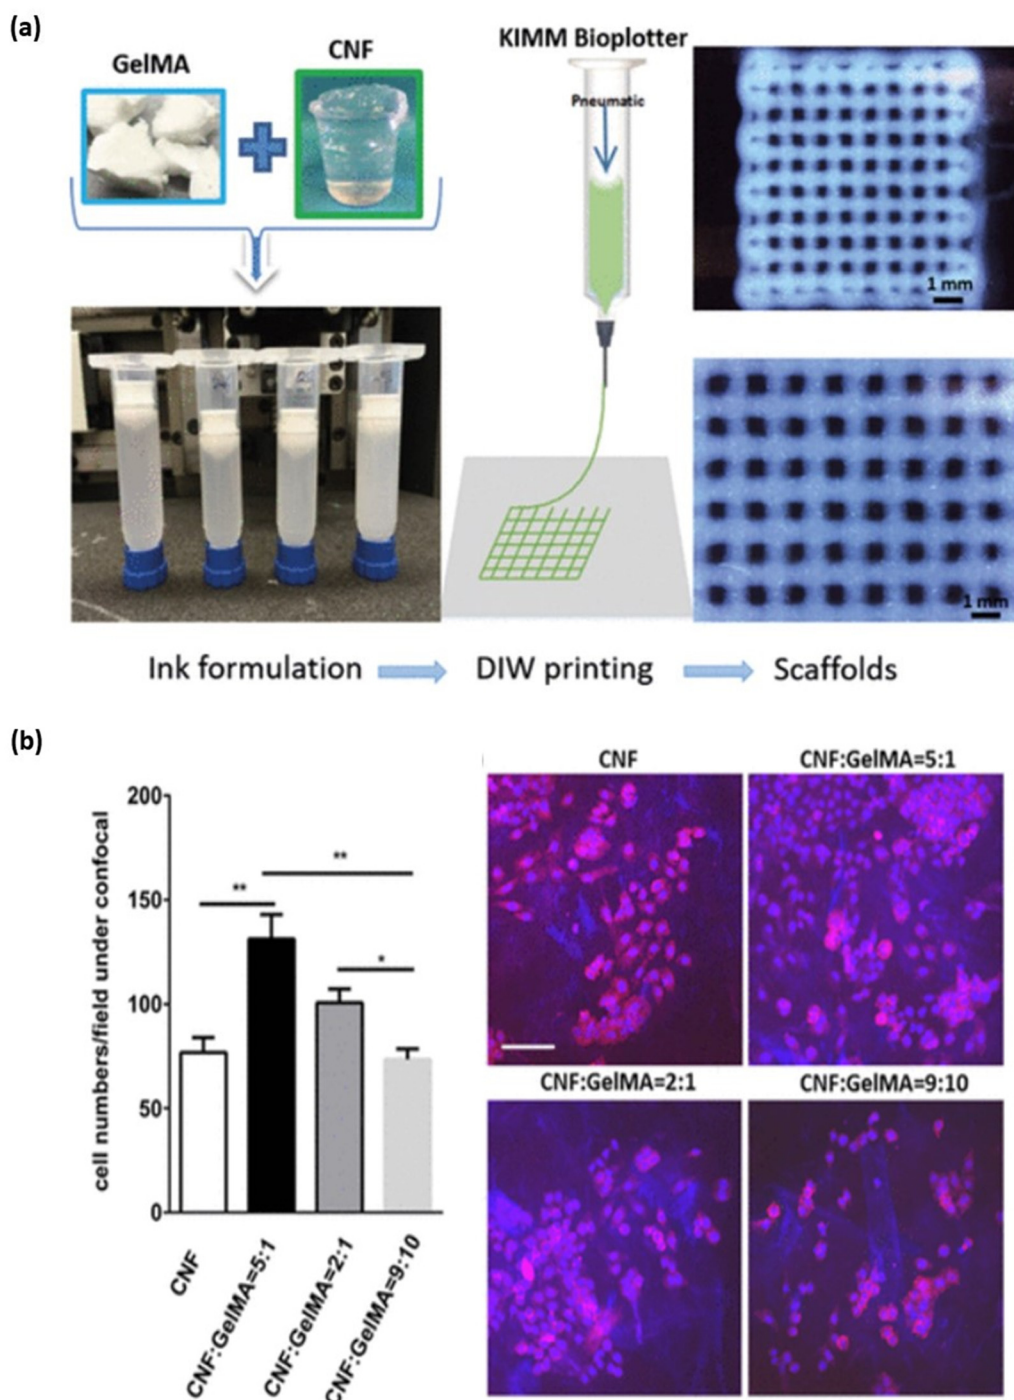 (a)
GelMA
CNF
KIMM Bioplotter
Pneumatic
1 mm
1 mm
Ink formulation
DIW printing
Scaffolds
(b)
cell numbers/field under confocal
200
150
100
50
0
**
**
*
CNF
CNF:GelMA=5:1
CNF:GelMA=2:1
CNF:GelMA=9:10
CNF
CNF:GelMA=5:1
CNF:GelMA=2:1
CNF:GelMA=9:10